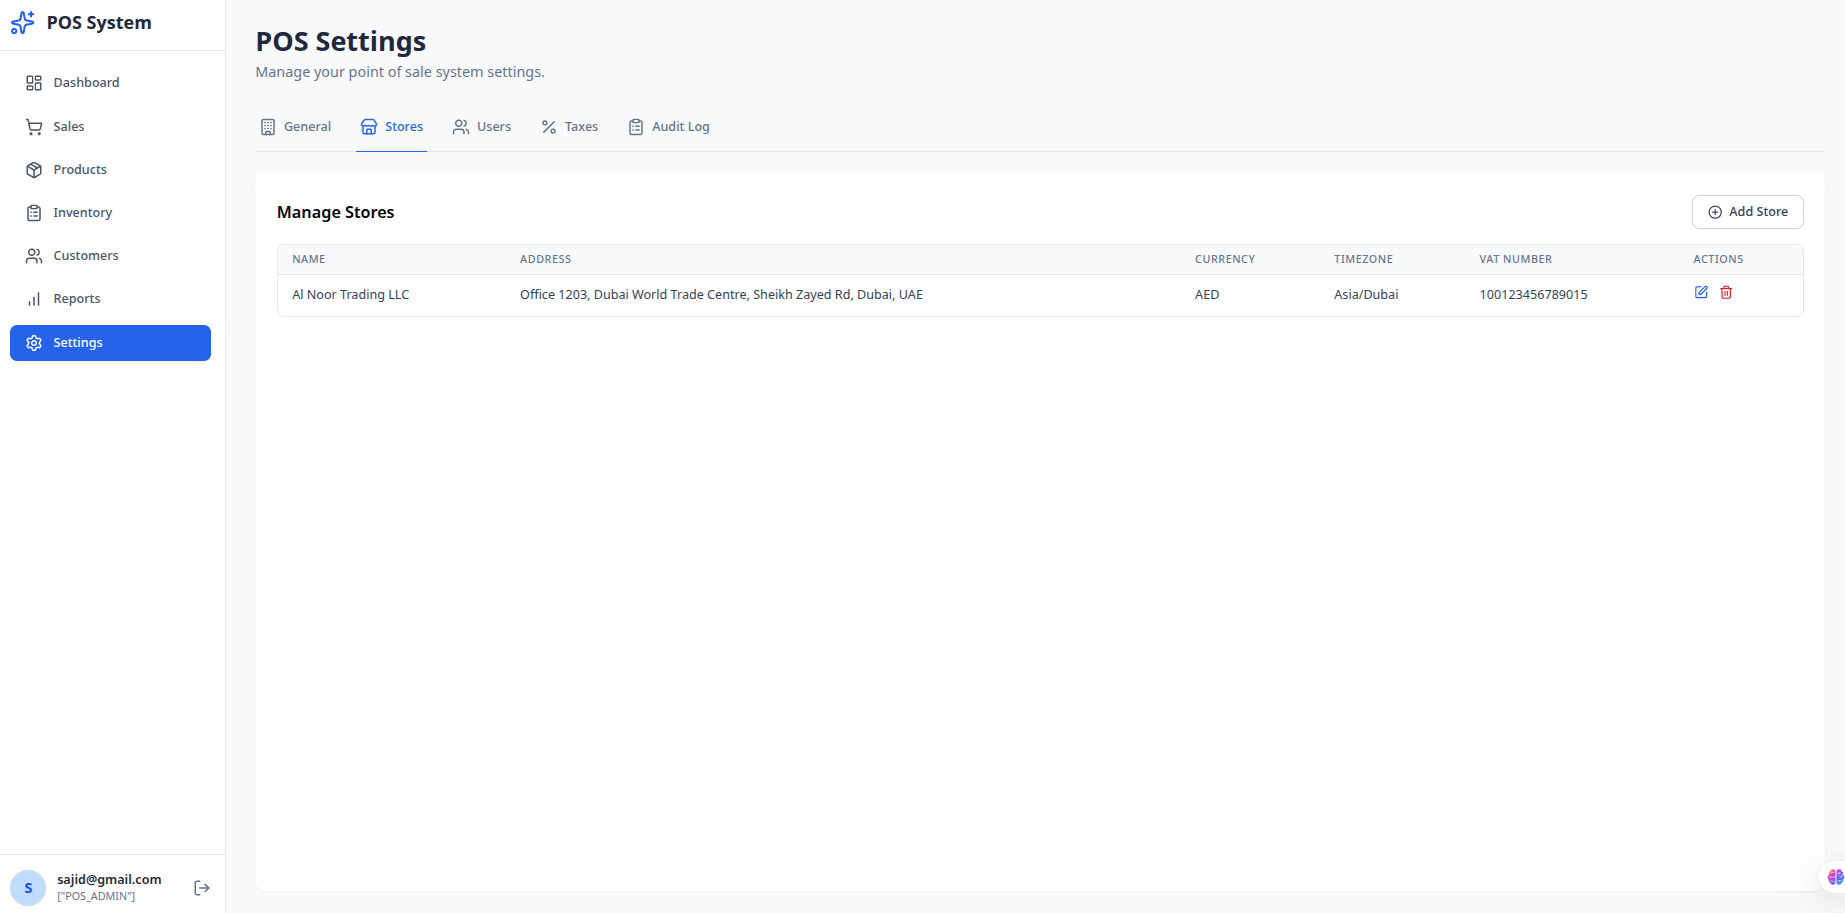 POS System
Dashboard
Sales
Products
Inventory
Customers
Reports
Settings
sajid@gmail.com
["POS_ADMIN"]
S
POS Settings
Manage your point of sale system settings.
General Stores Users Taxes Audit Log
Manage Stores
Add Store
NAME ADDRESS CURRENCY TIMEZONE VAT NUMBER ACTIONS
Al Noor Trading LLC Office 1203, Dubai World Trade Centre, Sheikh Zayed Rd, Dubai, UAE AED Asia/Dubai 100123456789015